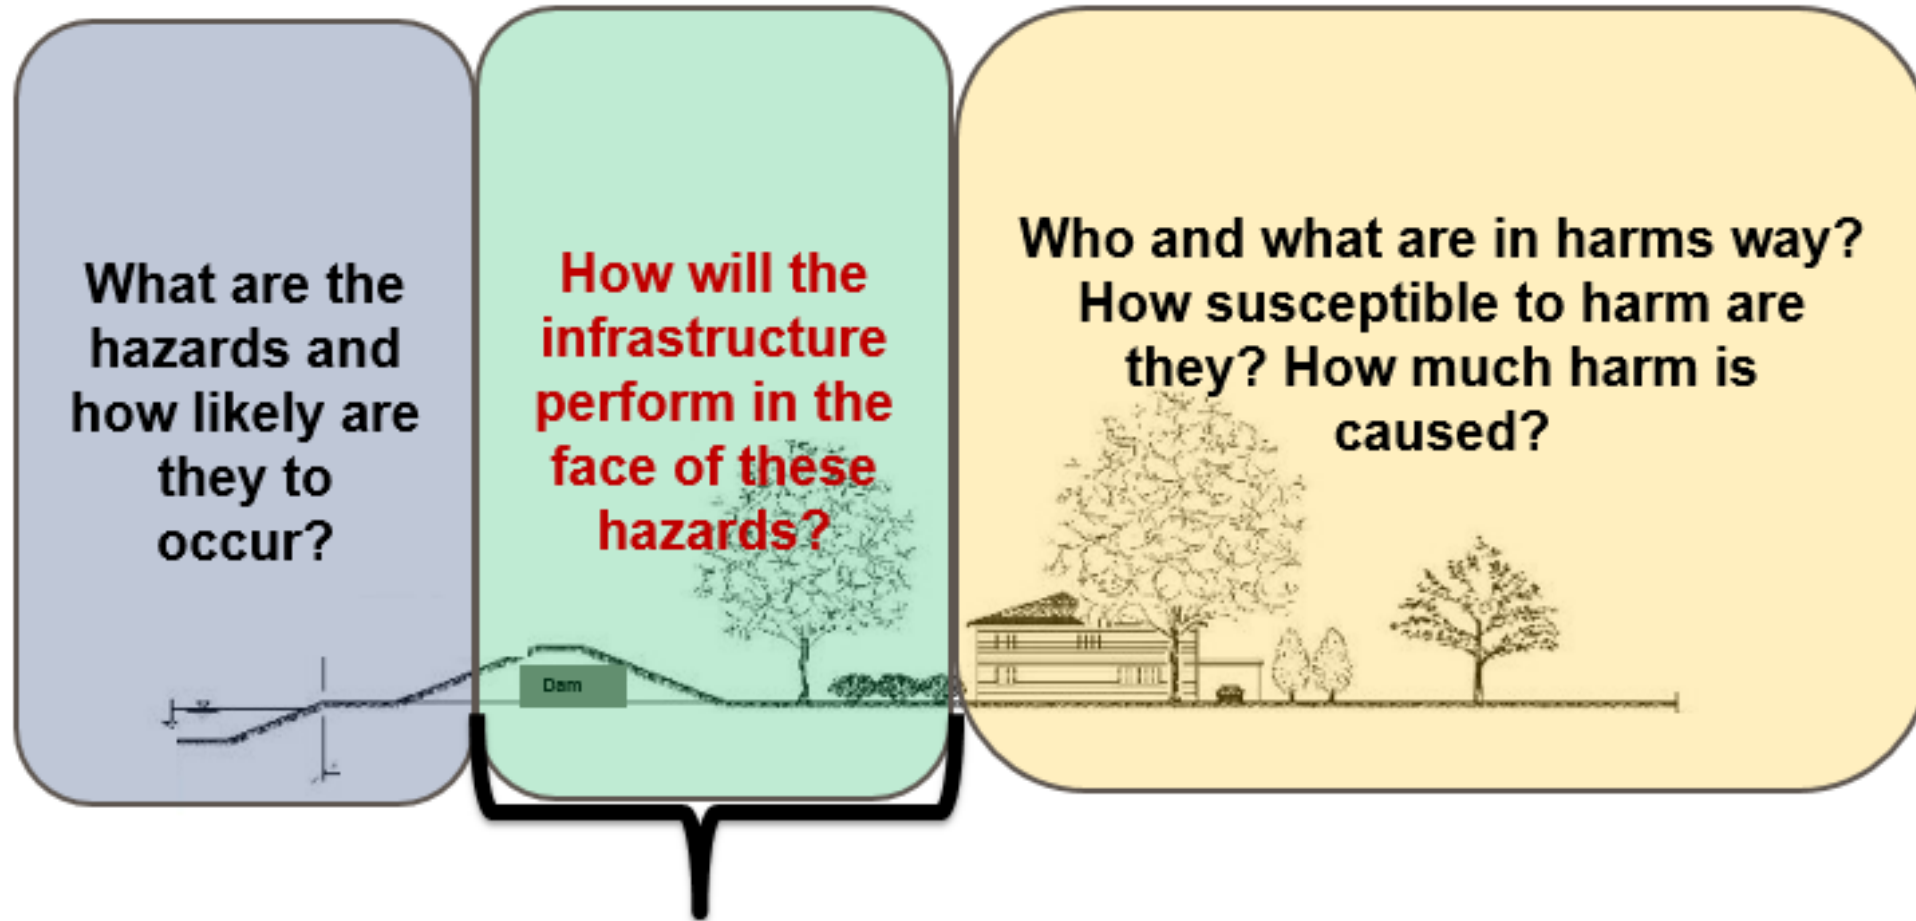 What are the
hazards and
how likely are
they to
occur?
How will the
infrastructure
perform in the
face of these
hazards?
Who and what are in harms way?
How susceptible to harm are
they? How much harm is
caused?
Dam